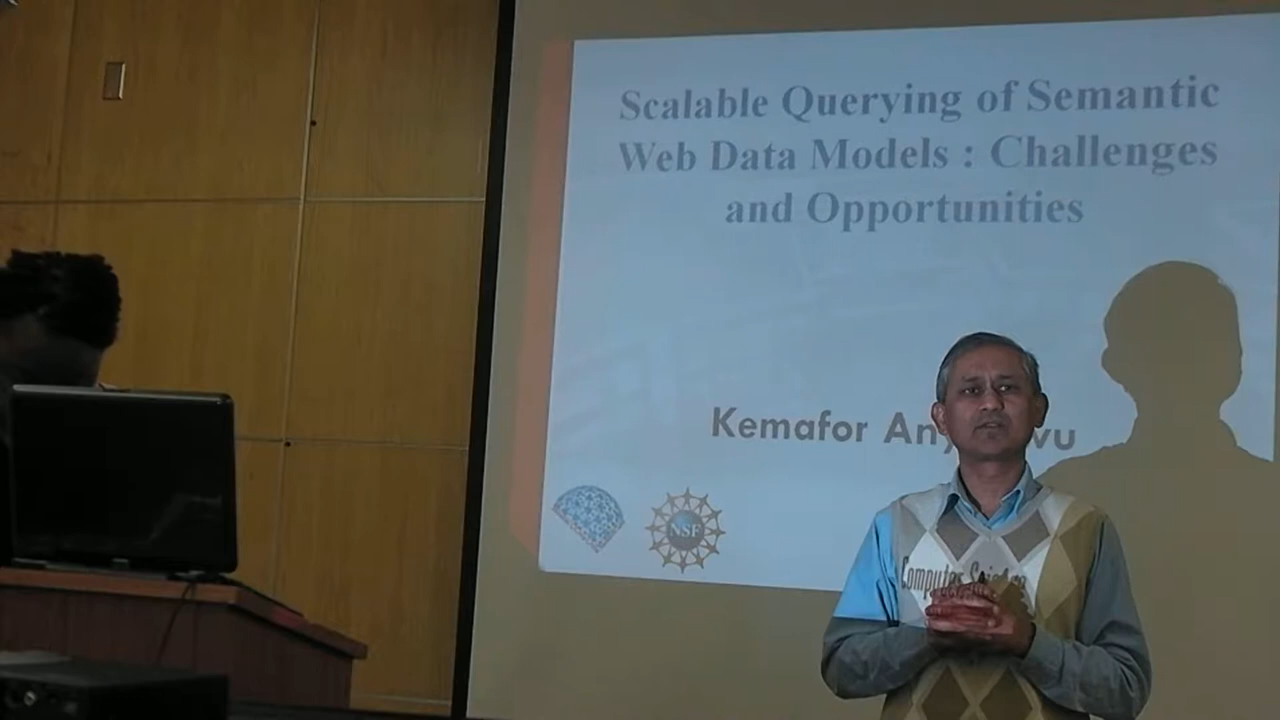 Scalable Querying of Semantic
Web Data Models : Challenges
and Opportunities
Kemafor
NSF
Computer Science